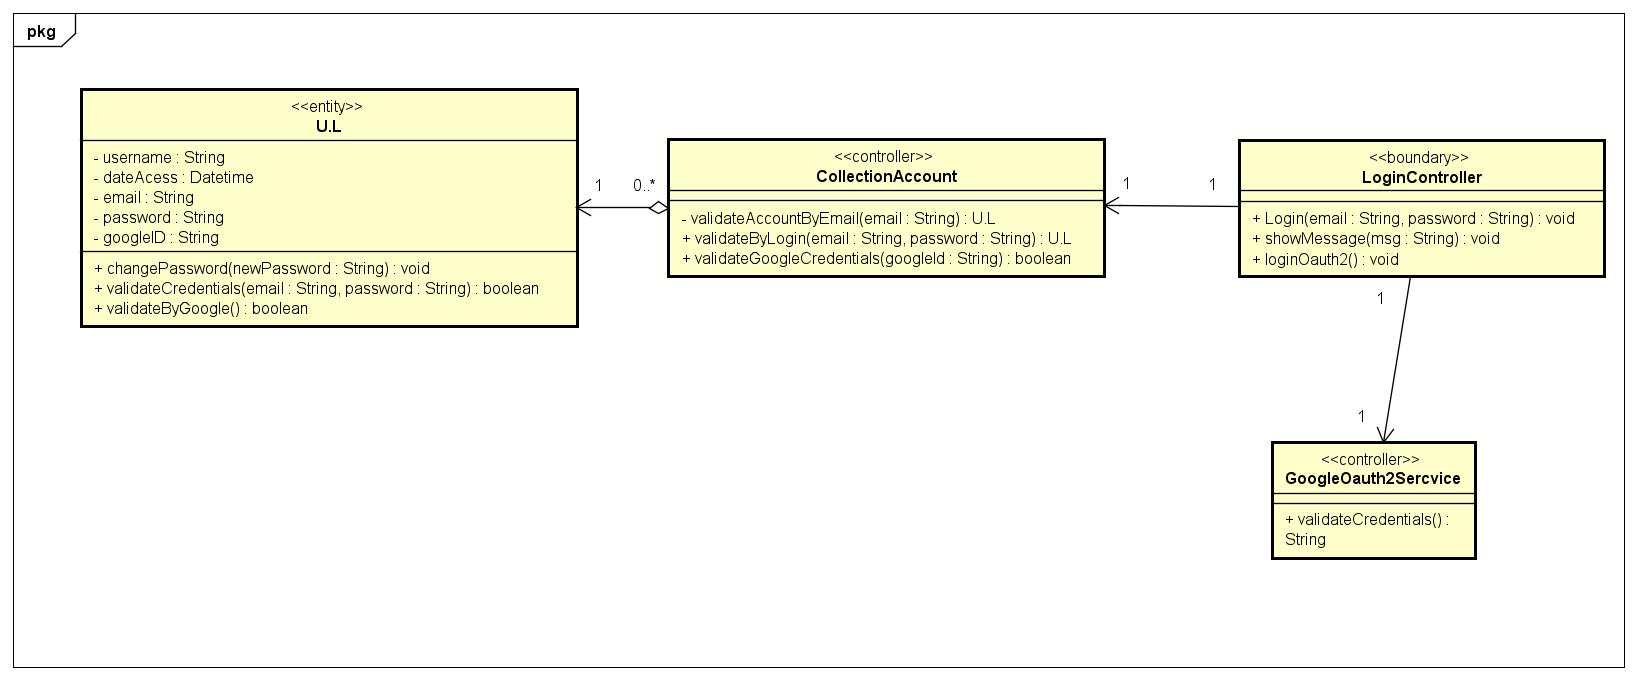 pkg
<<entity>>
U.L
- username : String
- dateAcess : Datetime
- email : String
- password : String
- googleID : String
+ changePassword(newPassword : String) : void
+ validateCredentials(email : String, password : String) : boolean
+ validateByGoogle() : boolean
1
0..*
<<controller>>
CollectionAccount
- validateAccountByEmail(email : String) : U.L
+ validateByLogin(email : String, password : String) : U.L
+ validateGoogleCredentials(googleId : String) : boolean
1
1
<<boundary>>
LoginController
+ Login(email : String, password : String) : void
+ showMessage(msg : String) : void
+ loginOauth2() : void
1
1
<<controller>>
GoogleOauth2Sercvice
+ validateCredentials() :
String